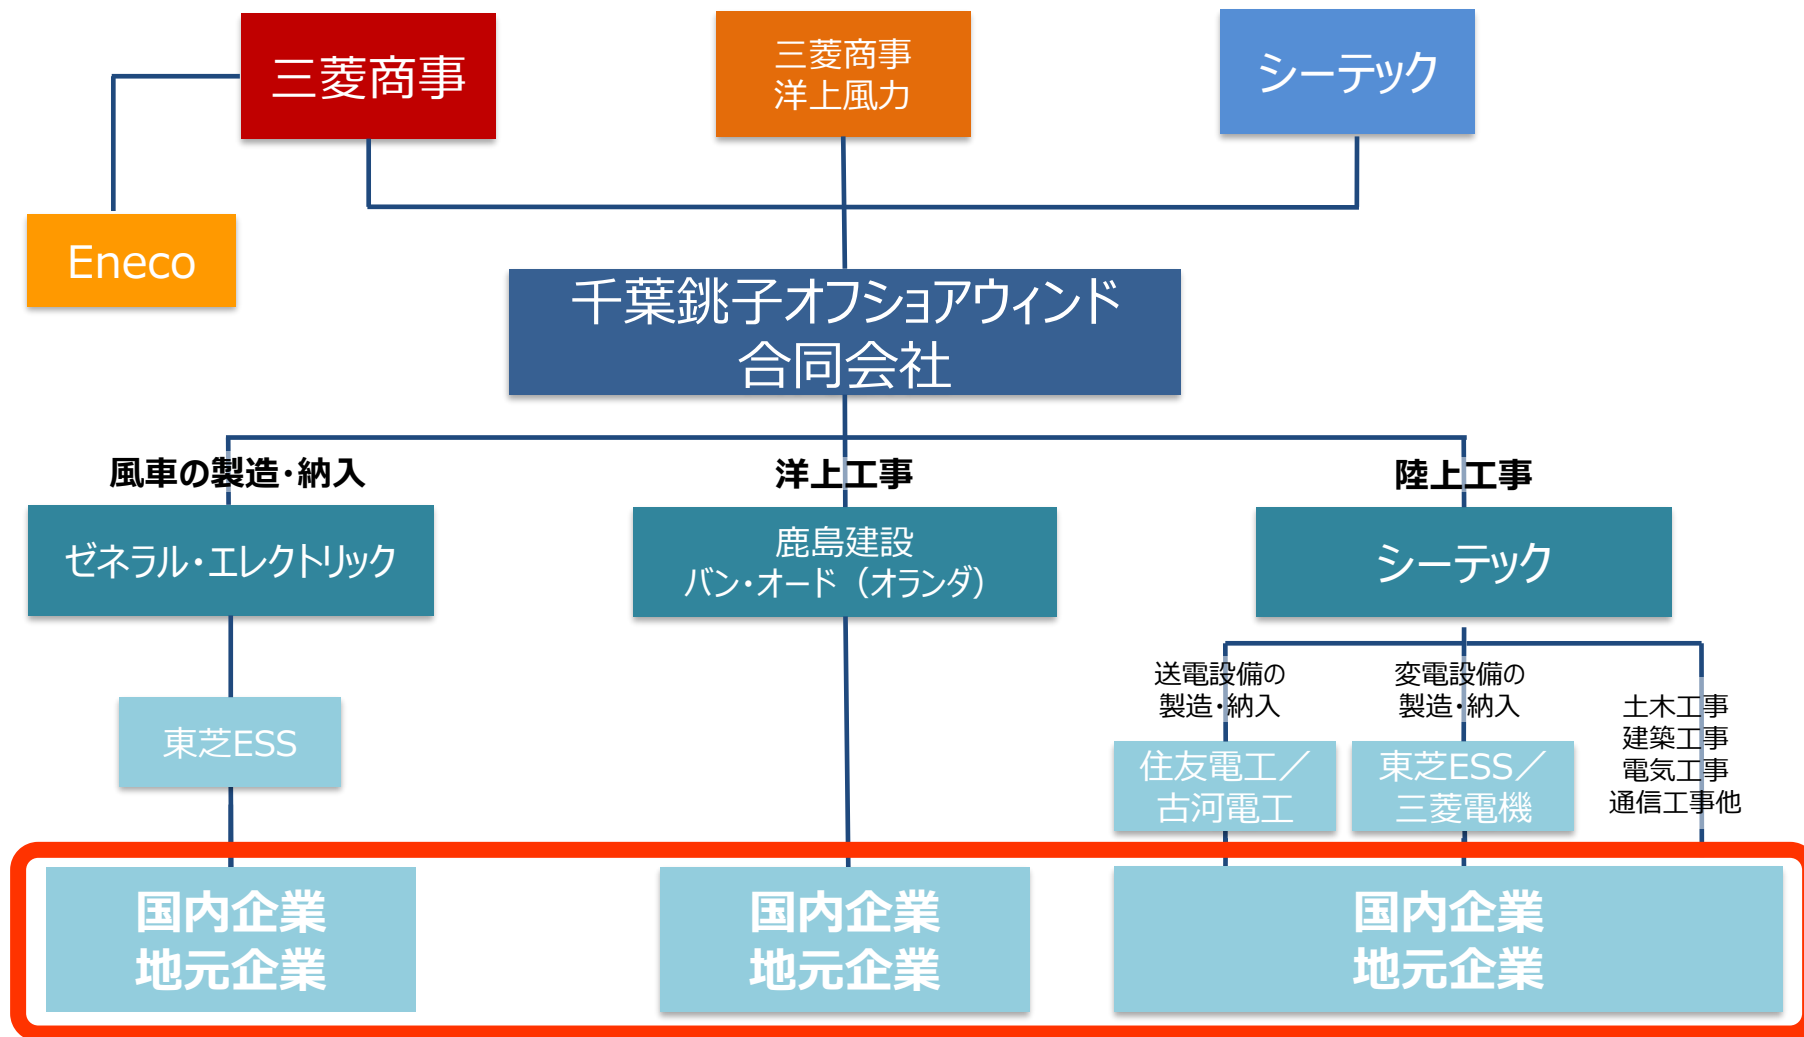 三菱商事
三菱商事
洋上風力
シーテック
Eneco
千葉銚子オフショアウィンド
合同会社
風車の製造・納入
洋上工事
陸上工事
ゼネラル・エレクトリック
鹿島建設
バン・オード（オランダ）
シーテック
送電設備の
製造・納入
変電設備の
製造・納入
土木工事
建築工事
電気工事
通信工事他
東芝ESS
住友電工／
古河電工
東芝ESS／
三菱電機
国内企業
地元企業
国内企業
地元企業
国内企業
地元企業